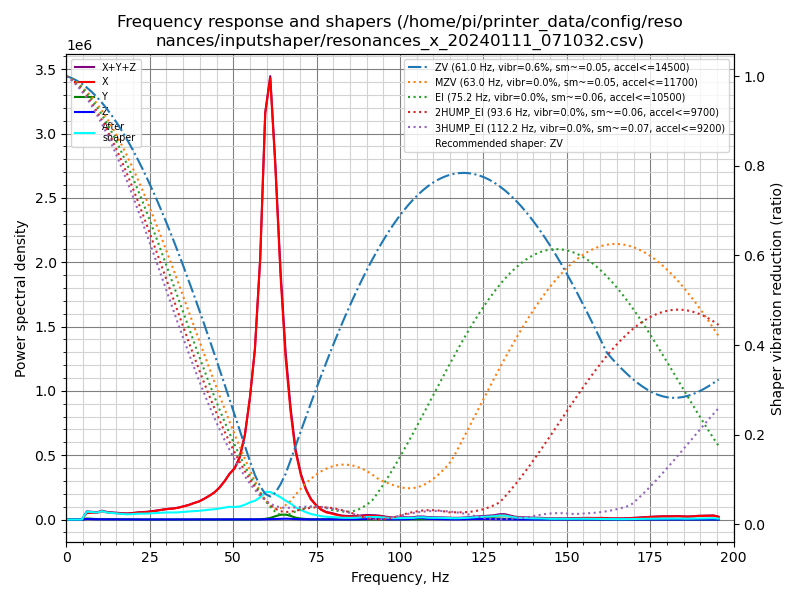 Frequency response and shapers (/home/pi/printer_data/config/reso
nances/inputshaper/resonances_x_20240111_071032.csv)
1e6
X+Y+Z
X
Y
Z
After
shaper
ZV (61.0 Hz, vibr=0.6%, sm~=0.05, accel<=14500)
MZV (63.0 Hz, vibr=0.0%, sm~=0.05, accel<=11700)
EI (75.2 Hz, vibr=0.0%, sm~=0.06, accel<=10500)
2HUMP_EI (93.6 Hz, vibr=0.0%, sm~=0.06, accel<=9700)
3HUMP_EI (112.2 Hz, vibr=0.0%, sm~=0.07, accel<=9200)
Recommended shaper: ZV
3.5
3.0
2.5
2.0
1.5
1.0
0.5
0.0
Power spectral density
1.0
0.8
0.6
0.4
0.2
0.0
Shaper vibration reduction (ratio)
0 25 50 75 100 125 150 175 200
Frequency, Hz